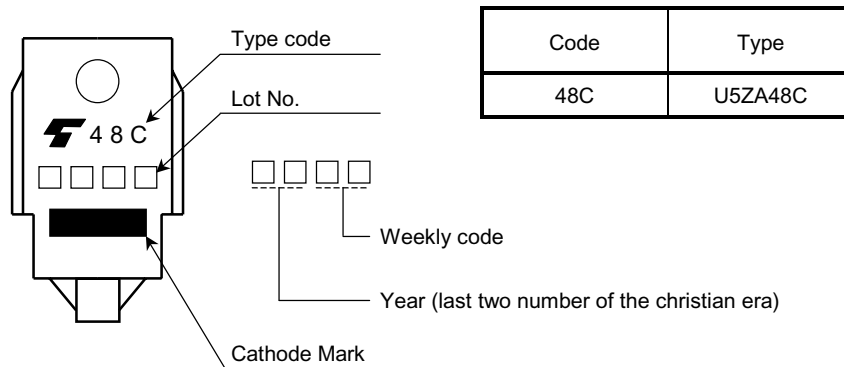 Type code
Code Type
Lot No.
48C U5ZA48C
4 8 C
Weekly code
Year (last two number of the christian era)
Cathode Mark